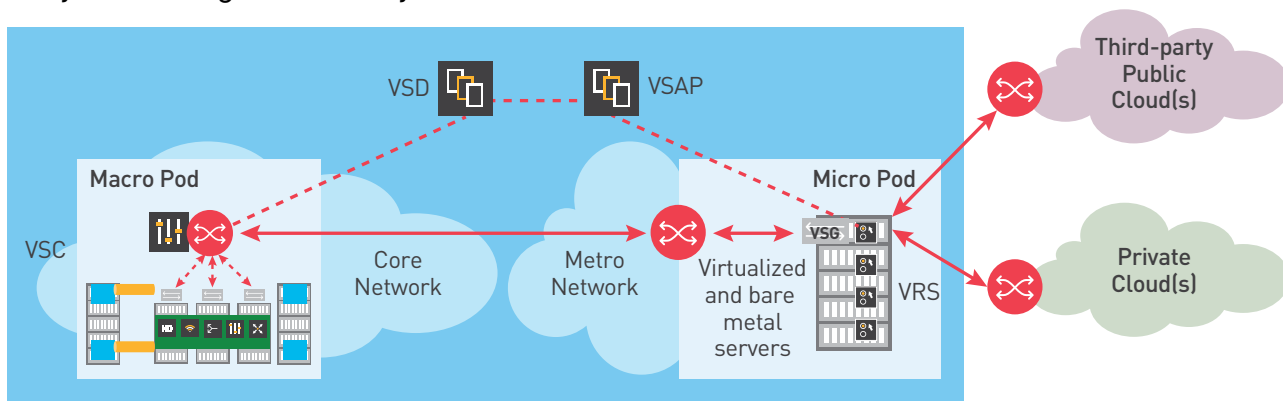 VSD
VSAP
Third-party
Public
Cloud(s)
Macro Pod
Micro Pod
VSC
VSG
Core
Network
Metro
Network
Virtualized
and bare
metal
servers
VRS
Private
Cloud(s)
HD